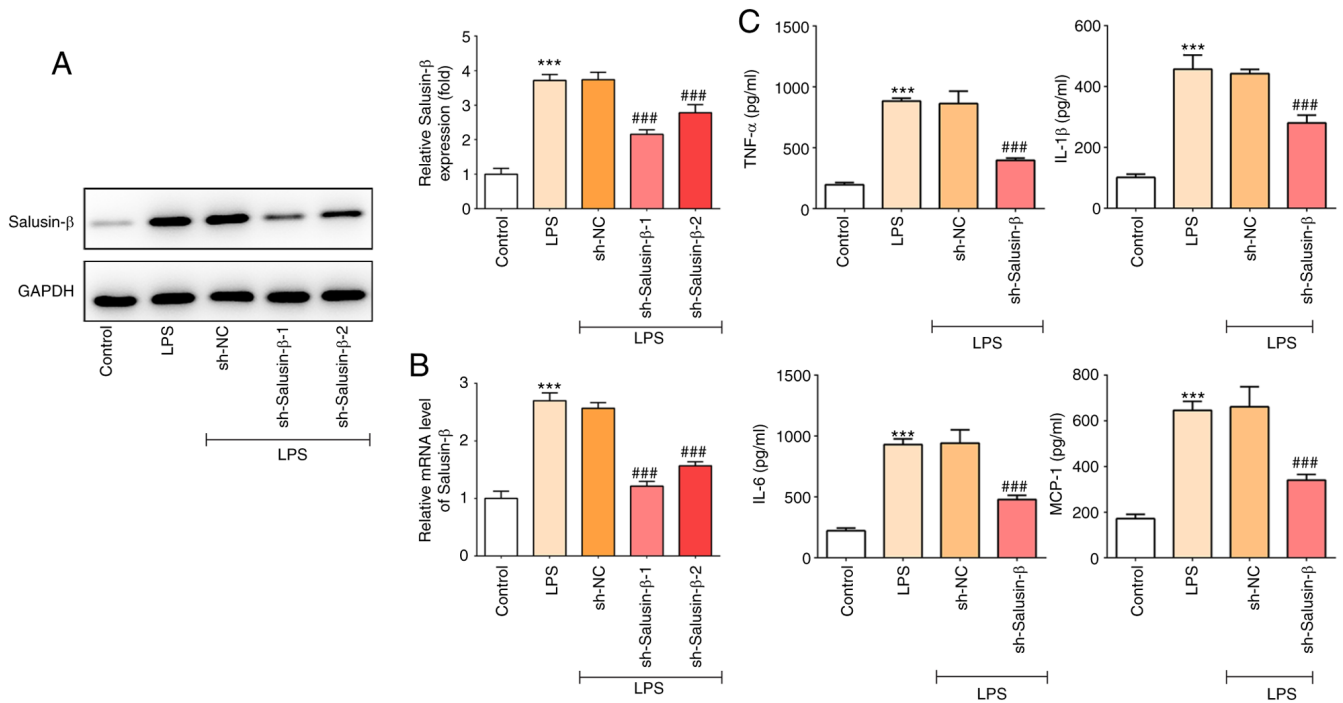 A
Salusin-β
GAPDH
Control
LPS
sh-NC
sh-Salusin-β-1
sh-Salusin-β-2
LPS
Relative Salusin-β
expression (fold)
5
4
3
2
1
0
***
###
###
Control
LPS
sh-NC
sh-Salusin-β-1
sh-Salusin-β-2
LPS
B
Relative mRNA level
of Salusin-β
3
2
1
0
***
###
###
Control
LPS
sh-NC
sh-Salusin-β-1
sh-Salusin-β-2
LPS
C
TNF-α (pg/ml)
1500
1000
500
0
***
###
Control
LPS
sh-NC
sh-Salusin-β
LPS
IL-1β (pg/ml)
600
400
200
0
***
###
Control
LPS
sh-NC
sh-Salusin-β
LPS
IL-6 (pg/ml)
1500
1000
500
0
***
###
Control
LPS
sh-NC
sh-Salusin-β
LPS
MCP-1 (pg/ml)
800
600
400
200
0
***
###
Control
LPS
sh-NC
sh-Salusin-β
LPS